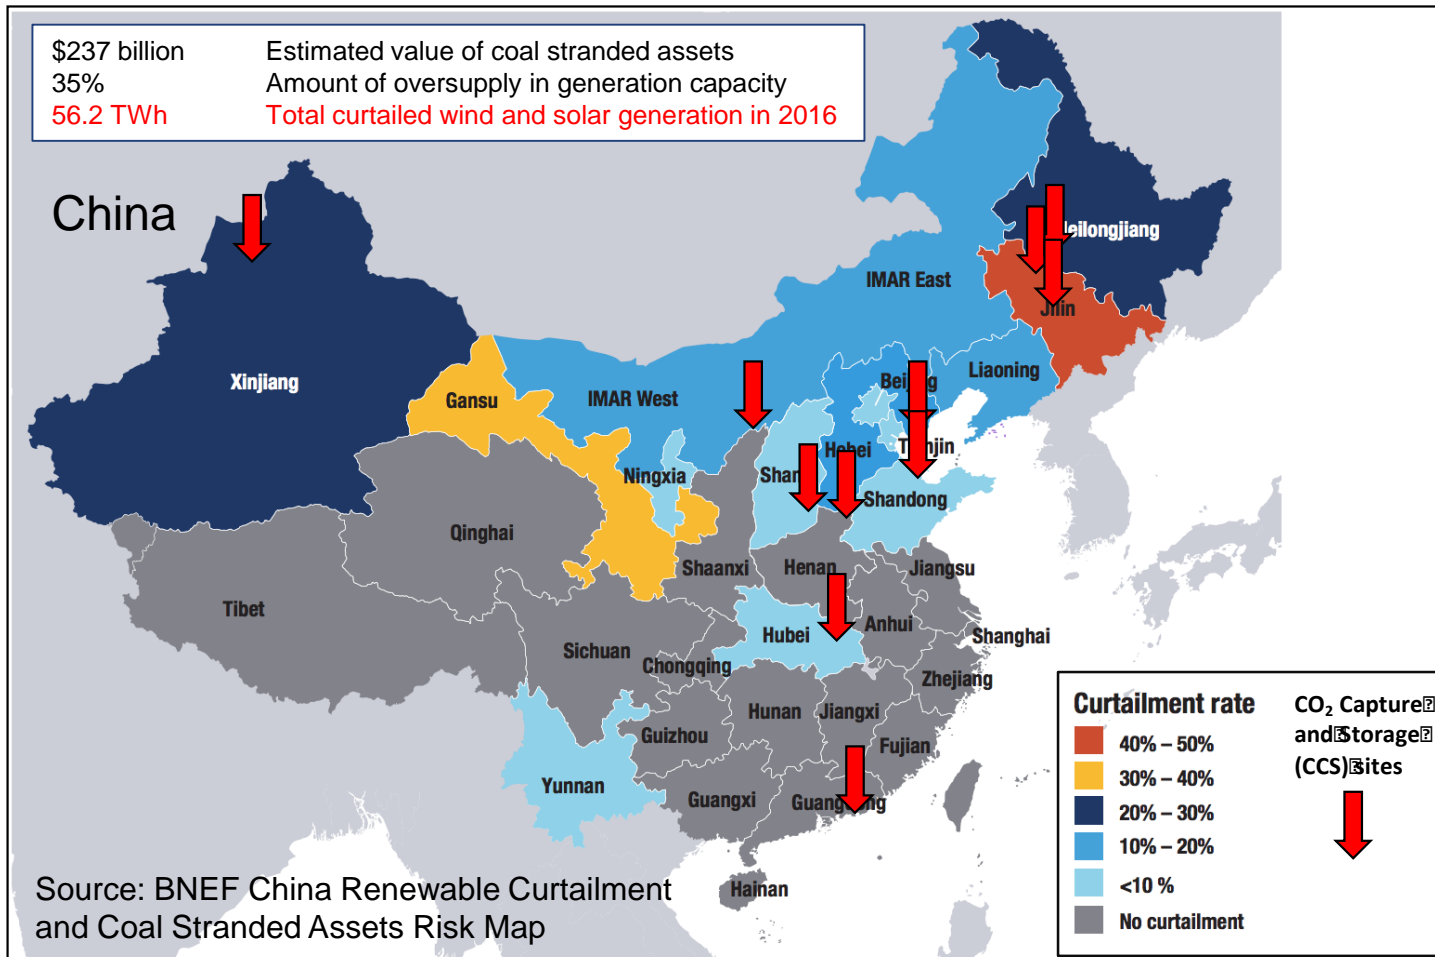 $237 billion Estimated value of coal stranded assets
35% Amount of oversupply in generation capacity
56.2 TWh Total curtailed wind and solar generation in 2016
China
Heilongjiang
IMAR East
Jilin
Xinjiang
Gansu
IMAR West
Beijing
Liaoning
Tianjin
Hebei
Ningxia
Shandong
Qinghai
Shaanxi
Henan
Jiangsu
Tibet
Hubei
Anhui
Shanghai
Sichuan
Chongqing
Zhejiang
Hunan
Jiangxi
Guizhou
Fujian
Yunnan
Guangxi
Guangdong
Hainan
Source: BNEF China Renewable Curtailment
and Coal Stranded Assets Risk Map
Curtailment rate
40% – 50%
30% – 40%
20% – 30%
10% – 20%
<10 %
No curtailment
CO₂ Capture
and Storage
(CCS) Sites